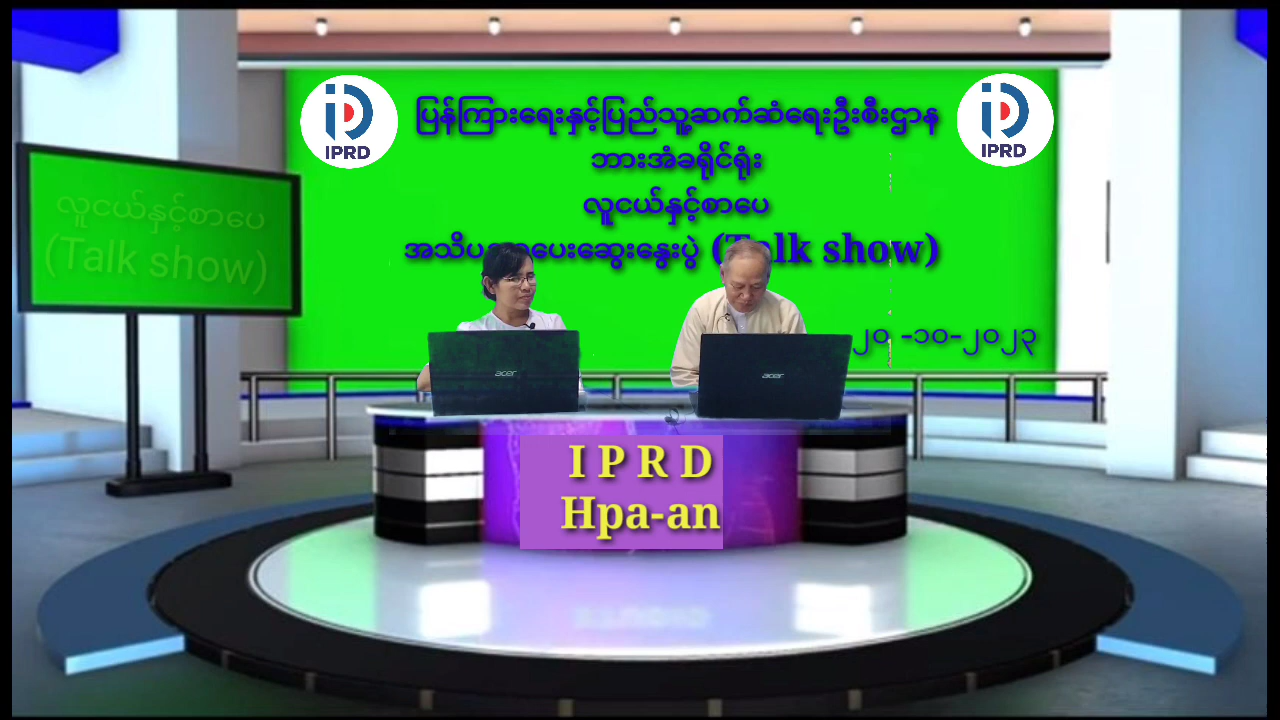 IPRD
IPRD
ပြန်ကြားရေးနှင့်ပြည်သူ့ဆက်ဆံရေးဦးစီးဌာန
ဘားအံခရိုင်ရုံး
လူငယ်နှင့်စာပေ
(Talk show)
၂၀ -၁၀-၂၀၂၃
လူငယ်နှင့်စာပေ
(Talk show)
acer
acer
I P R D
Hpa-an